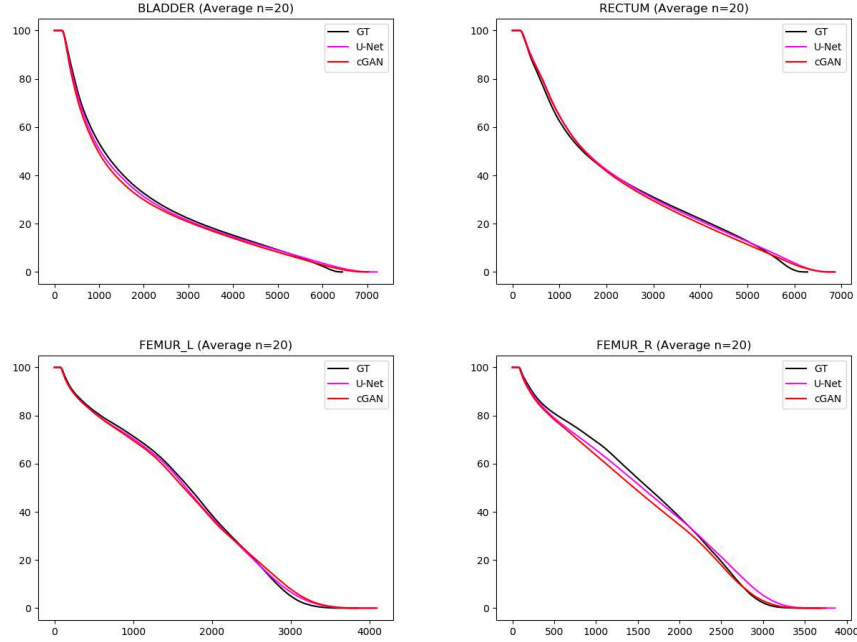 BLADDER (Average n=20)
100
80
60
40
20
0
0 1000 2000 3000 4000 5000 6000 7000
GT
U-Net
cGAN
RECTUM (Average n=20)
100
80
60
40
20
0
0 1000 2000 3000 4000 5000 6000 7000
GT
U-Net
cGAN
FEMUR_L (Average n=20)
100
80
60
40
20
0
0 1000 2000 3000 4000
GT
U-Net
cGAN
FEMUR_R (Average n=20)
100
80
60
40
20
0
0 500 1000 1500 2000 2500 3000 3500 4000
GT
U-Net
cGAN